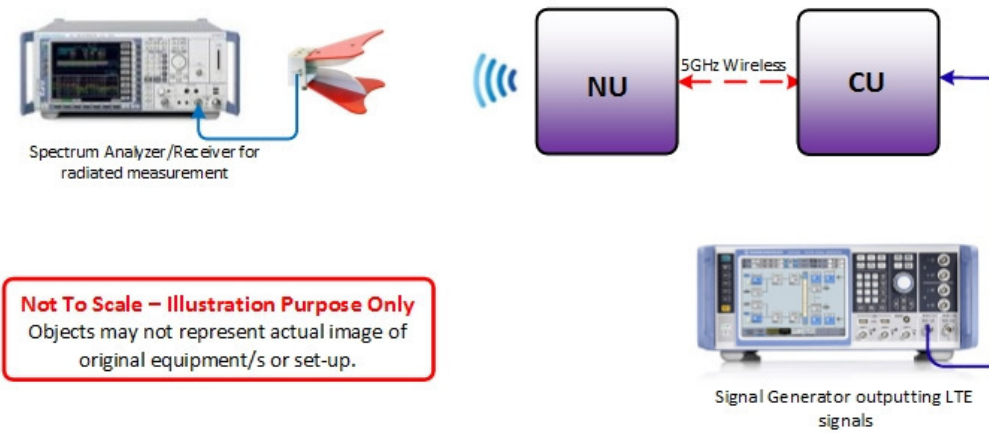 NU
5GHz Wireless
CU
Spectrum Analyzer/Receiver for
radiated measurement
Not To Scale – Illustration Purpose Only
Objects may not represent actual image of
original equipment/s or set-up.
Signal Generator outputting LTE
signals